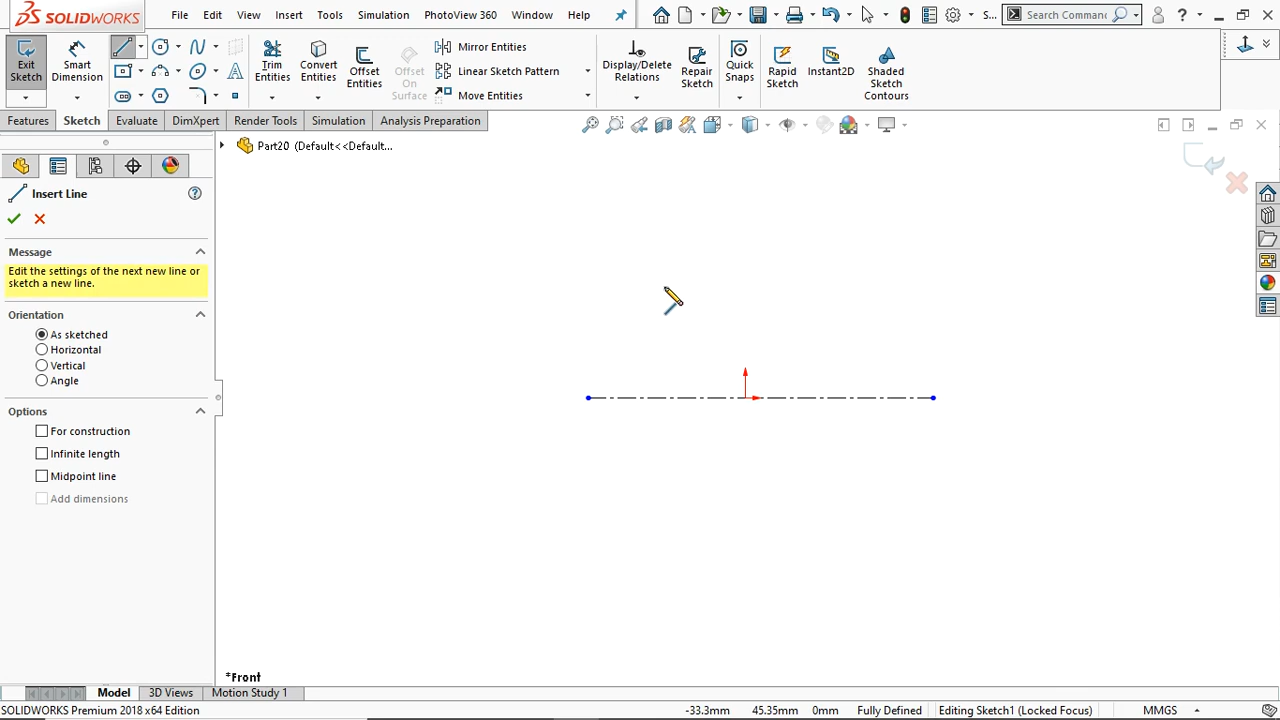 SOLIDWORKS
File Edit View Insert Tools Simulation PhotoView 360 Window Help
S... Search Commands
Exit Sketch
Smart Dimension
Trim Entities
Convert Entities
Offset Entities
Offset On Surface
Mirror Entities
Linear Sketch Pattern
Move Entities
Display/Delete Relations
Repair Sketch
Quick Snaps
Rapid Sketch
Instant2D
Shaded Sketch Contours
Features Sketch Evaluate DimXpert Render Tools Simulation Analysis Preparation
Part20 (Default<<Default...
Insert Line
Message
Edit the settings of the next new line or
sketch a new line.
Orientation
As sketched
Horizontal
Vertical
Angle
Options
For construction
Infinite length
Midpoint line
Add dimensions
*Front
Model 3D Views Motion Study 1
SOLIDWORKS Premium 2018 x64 Edition -33.3mm 45.35mm 0mm Fully Defined Editing Sketch1 (Locked Focus) MMGS